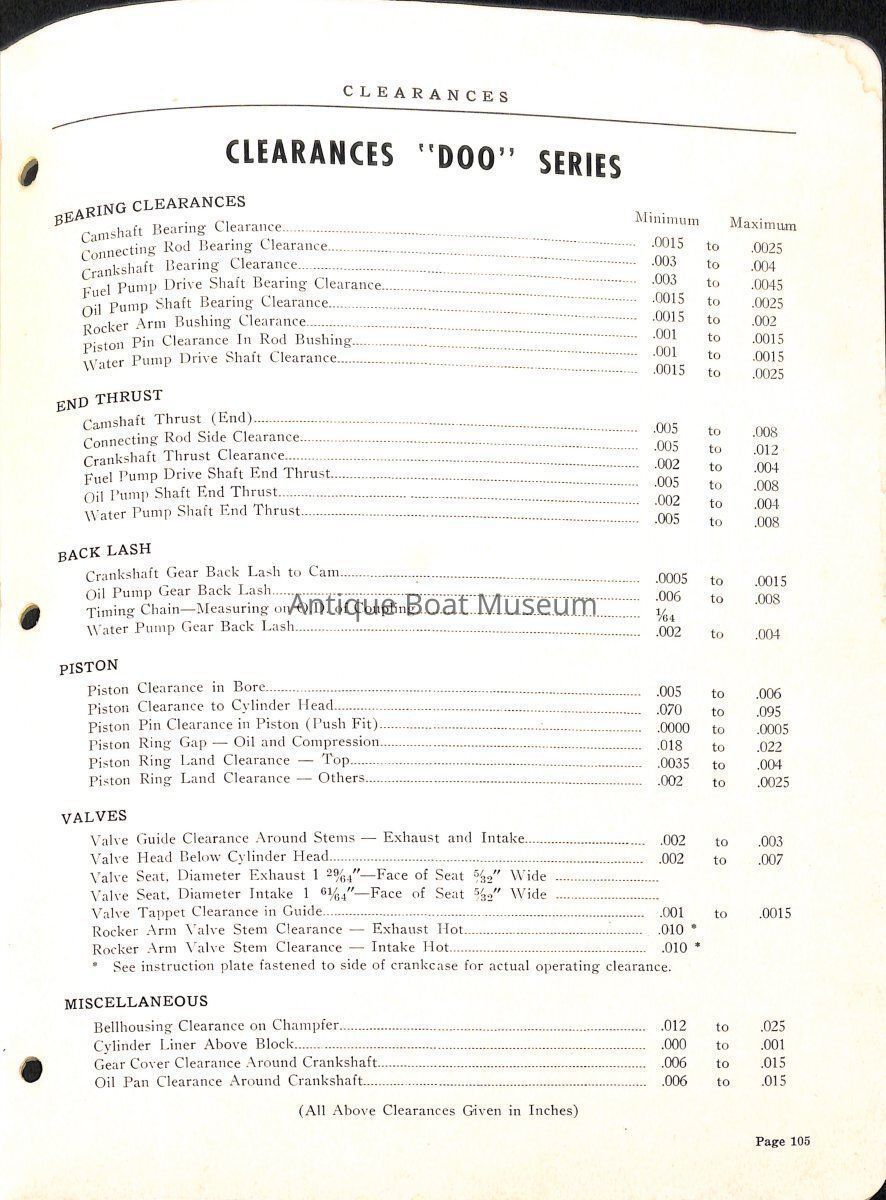 CLEARANCES
CLEARANCES "DOO" SERIES
Minimum Maximum
BEARING CLEARANCES
Camshaft Bearing Clearance .0015 to .0025
Connecting Rod Bearing Clearance .003 to .004
Crankshaft Bearing Clearance .003 to .0045
Fuel Pump Drive Shaft Bearing Clearance .0015 to .0025
Oil Pump Shaft Bearing Clearance .0015 to .002
Rocker Arm Bushing Clearance .001 to .0015
Piston Pin Clearance In Rod Bushing .001 to .0015
Water Pump Drive Shaft Clearance .0015 to .0025
END THRUST
Camshaft Thrust (End) .005 to .008
Connecting Rod Side Clearance .005 to .012
Crankshaft Thrust Clearance .002 to .004
Fuel Pump Drive Shaft End Thrust .005 to .008
Oil Pump Shaft End Thrust .002 to .004
Water Pump Shaft End Thrust .005 to .008
BACK LASH
Crankshaft Gear Back Lash to Cam .0005 to .0015
Oil Pump Gear Back Lash .006 to .008
Timing Chain—Measuring on O.D. of Coupling 1/64
Antique Boat Museum
Water Pump Gear Back Lash .002 to .004
PISTON
Piston Clearance in Bore .005 to .006
Piston Clearance to Cylinder Head .070 to .095
Piston Pin Clearance in Piston (Push Fit) .0000 to .0005
Piston Ring Gap — Oil and Compression .018 to .022
Piston Ring Land Clearance — Top .0035 to .004
Piston Ring Land Clearance — Others .002 to .0025
VALVES
Valve Guide Clearance Around Stems — Exhaust and Intake .002 to .003
Valve Head Below Cylinder Head .002 to .007
Valve Seat, Diameter Exhaust 1 29/64"—Face of Seat 5/32" Wide
Valve Seat, Diameter Intake 1 61/64"—Face of Seat 5/32" Wide
Valve Tappet Clearance in Guide .001 to .0015
Rocker Arm Valve Stem Clearance — Exhaust Hot .010 *
Rocker Arm Valve Stem Clearance — Intake Hot .010 *
* See instruction plate fastened to side of crankcase for actual operating clearance.
MISCELLANEOUS
Bellhousing Clearance on Champfer .012 to .025
Cylinder Liner Above Block .000 to .001
Gear Cover Clearance Around Crankshaft .006 to .015
Oil Pan Clearance Around Crankshaft .006 to .015
(All Above Clearances Given in Inches)
Page 105